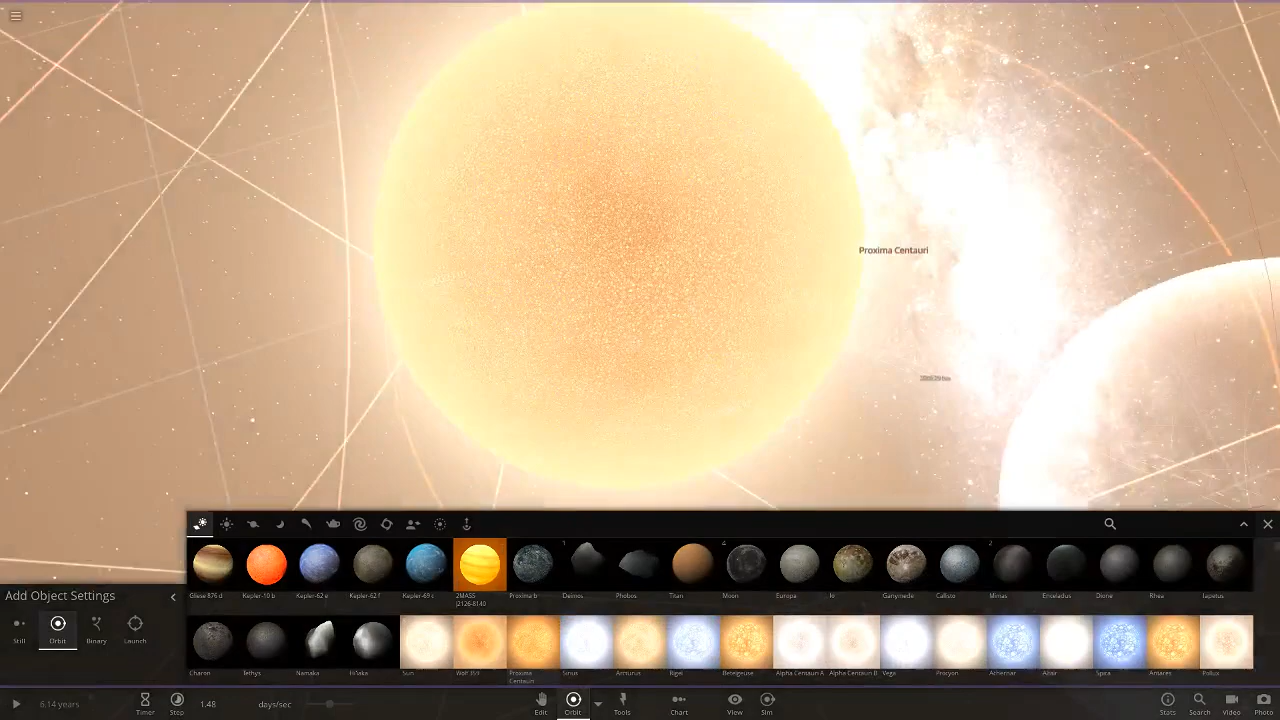 Proxima Centauri
Add Object Settings
Still
Orbit
Binary
Launch
Gliese 876 d
Kepler-10 b
Kepler-62 e
Kepler-62 f
Kepler-69 c
2MASS
J2126-8140
Proxima b
1
Deimos
Phobos
Titan
4
Moon
Europa
Io
Ganymede
Callisto
2
Mimas
Enceladus
Dione
Rhea
Iapetus
Charon
Tethys
Namaka
Hi'iaka
Sun
Wolf 359
Proxima
Centauri
Sirius
Arcturus
Rigel
Betelgeuse
Alpha Centauri A
Alpha Centauri B
Vega
Procyon
Achernar
Altair
Spica
Antares
Pollux
6.14 years
Timer
Step
1.48
days/sec
Edit
Orbit
Tools
Chart
View
Sim
Stats
Search
Video
Photo